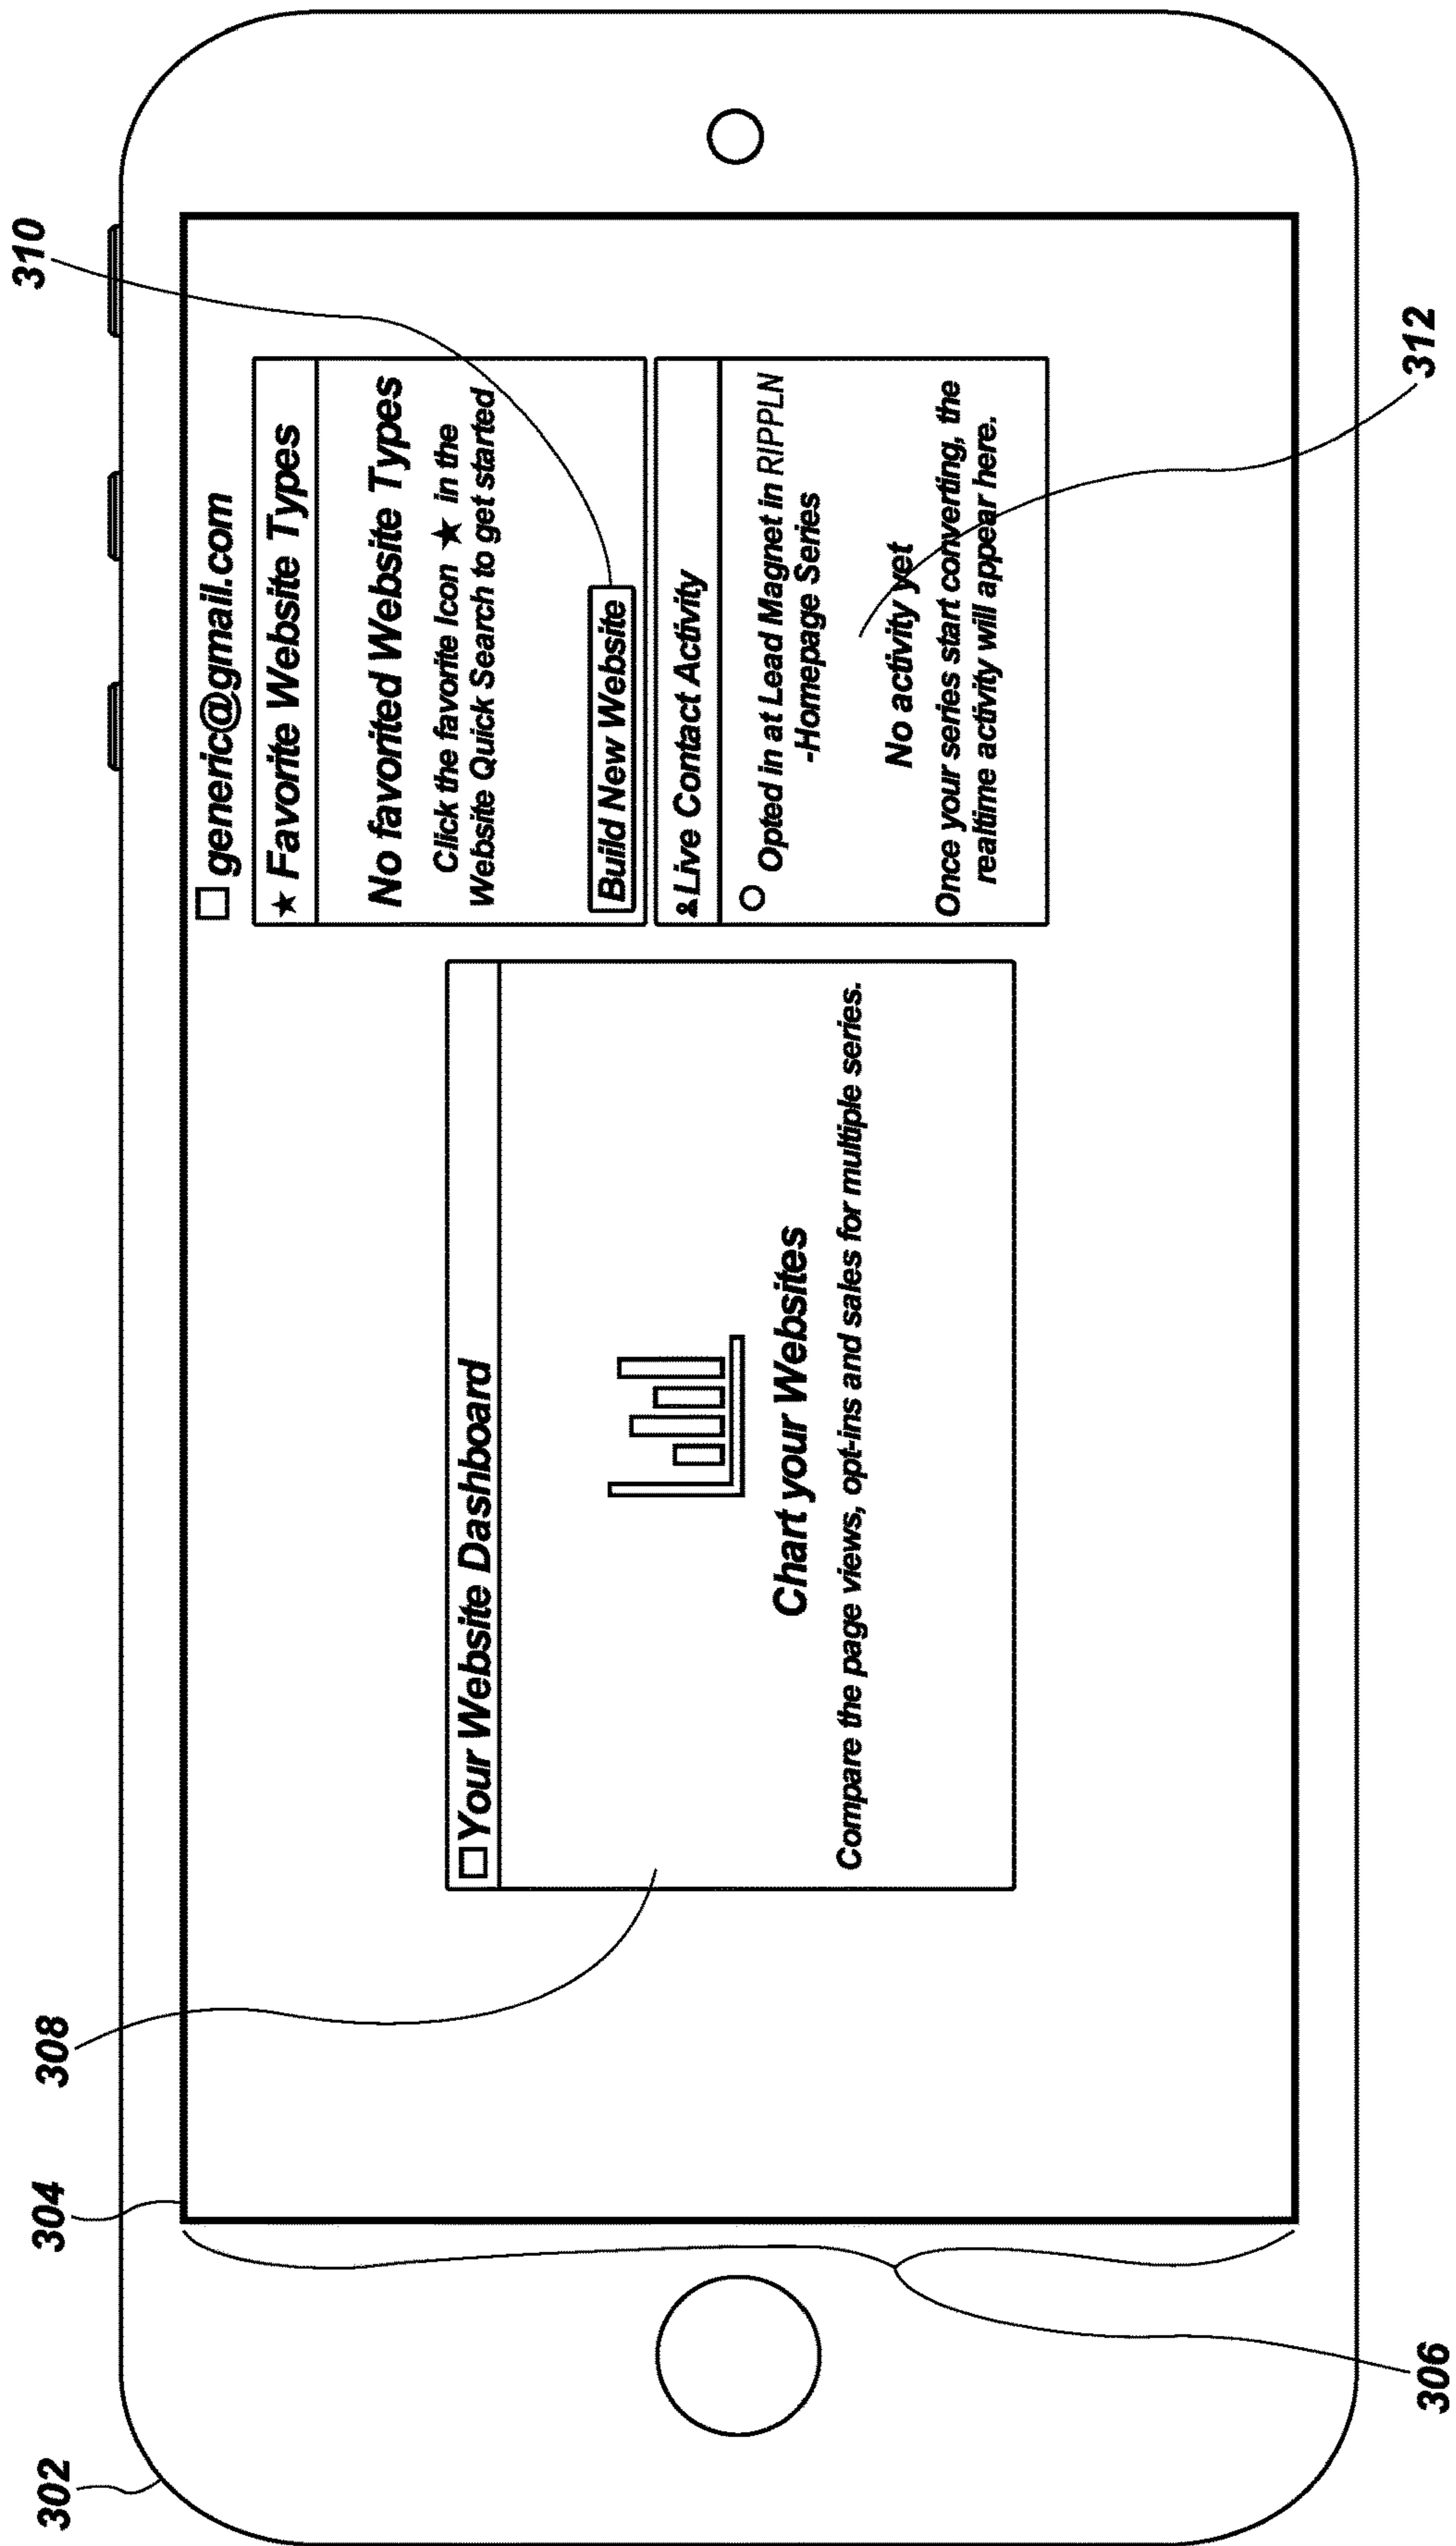 302
304
308
310
□ generic@gmail.com
★ Favorite Website Types
No favorited Website Types
Click the favorite Icon ★ in the
Website Quick Search to get started
Build New Website
Live Contact Activity
Opted in at Lead Magnet in RIPPLN
-Homepage Series
No activity yet
Once your series start converting, the
realtime activity will appear here.
□ Your Website Dashboard
Chart your Websites
Compare the page views, opt-ins and sales for multiple series.
306
312